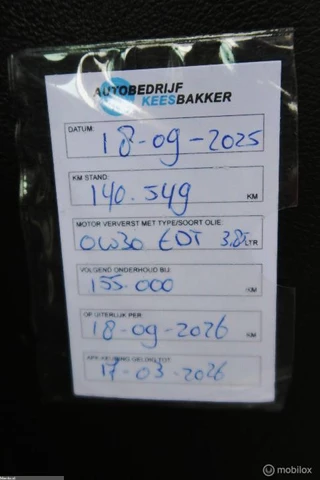 AUTOBEDRIJF
KEESBAKKER
DATUM:
18-09-2025
KM STAND:
140.549
KM
MOTOR VERVERST MET TYPE/SOORT OLIE:
0W30 EDT 3.8 LTR
VOLGEND ONDERHOUD BIJ:
155.000
KM
OF UITERLIJK PER:
18-09-2026
KM
APK-KEURING GELDIG TOT
17-03-2026
mobilox